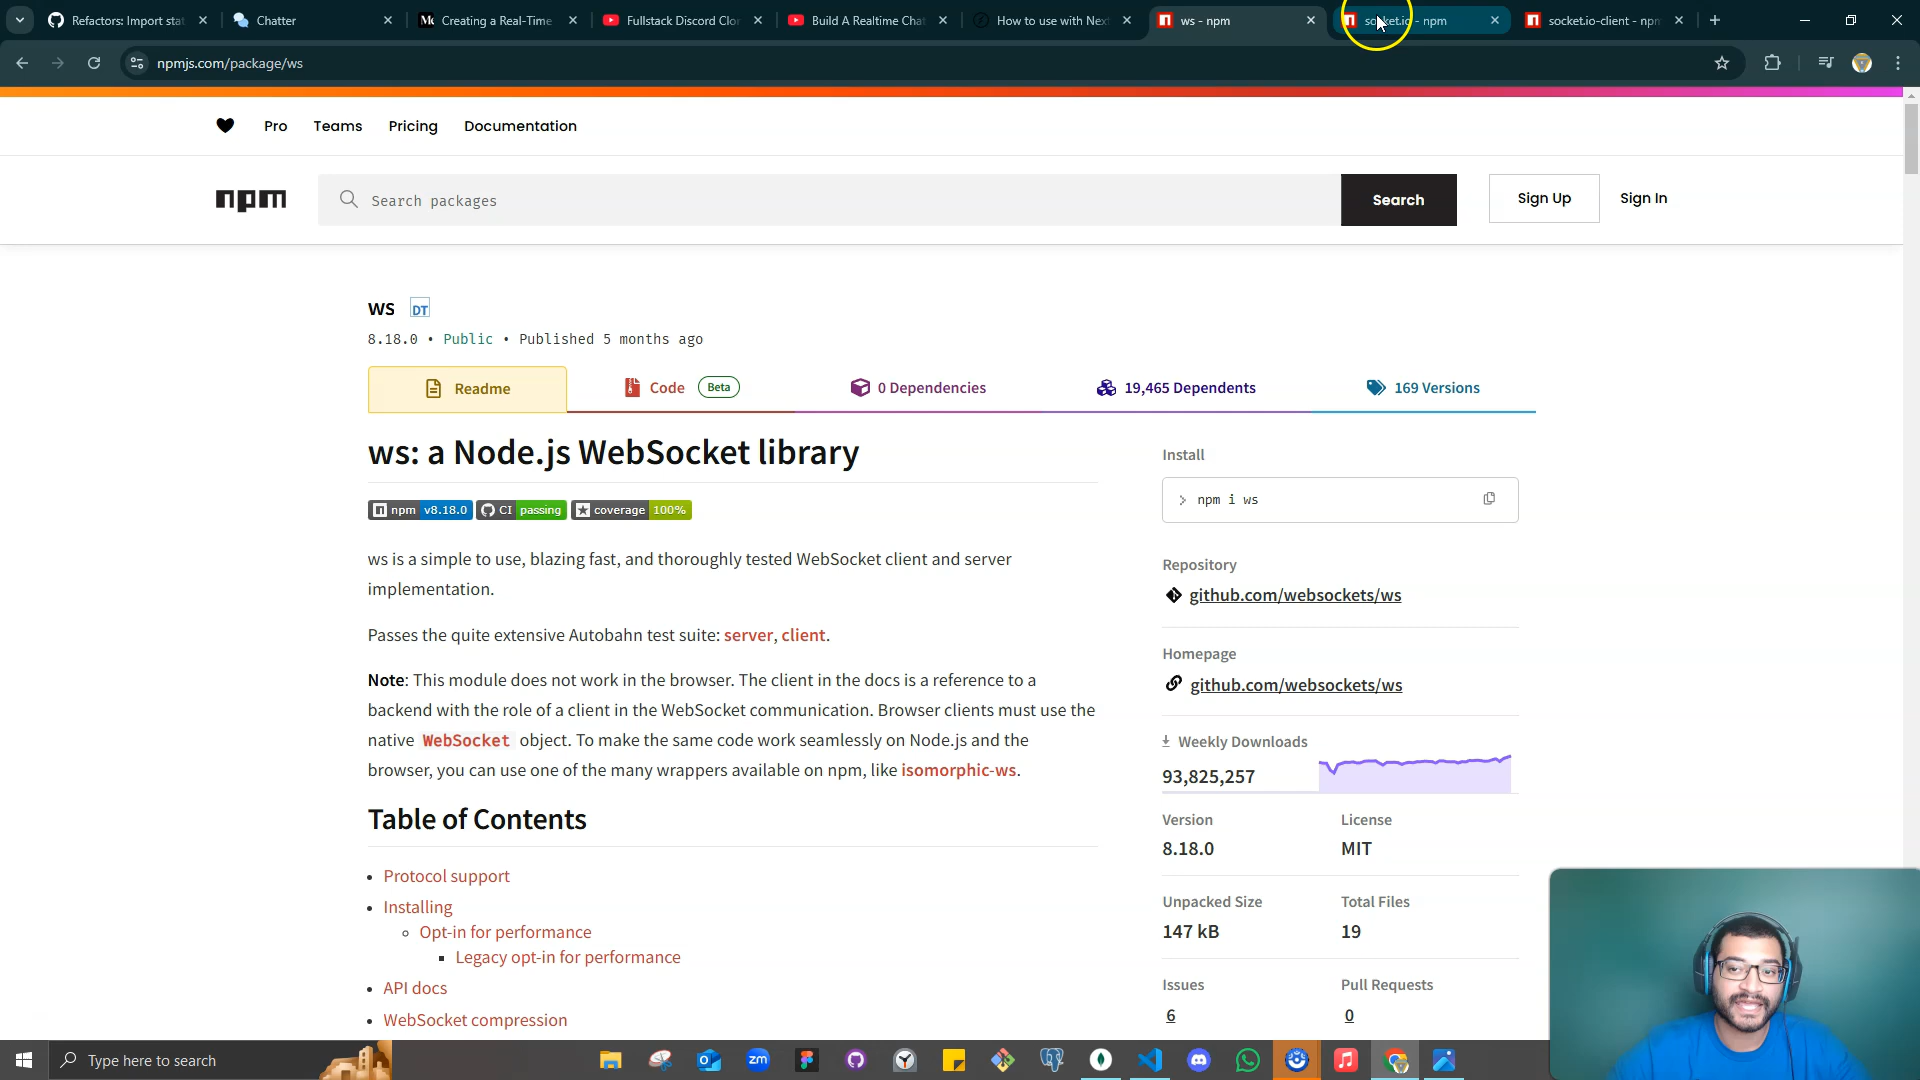 Refactors: Import stat
Chatter
Creating a Real-Time
Fullstack Discord Clon
Build A Realtime Chat
How to use with Next
ws - npm
socket.io - npm
socket.io-client - npm
npmjs.com/package/ws
Pro
Teams
Pricing
Documentation
npm
Search packages
Search
Sign Up
Sign In
ws
DT
8.18.0 • Public • Published 5 months ago
Readme
Code
Beta
0 Dependencies
19,465 Dependents
169 Versions
ws: a Node.js WebSocket library
npm v8.18.0
CI passing
coverage 100%
ws is a simple to use, blazing fast, and thoroughly tested WebSocket client and server
implementation.
Passes the quite extensive Autobahn test suite: server, client.
Note: This module does not work in the browser. The client in the docs is a reference to a
backend with the role of a client in the WebSocket communication. Browser clients must use the
native WebSocket object. To make the same code work seamlessly on Node.js and the
browser, you can use one of the many wrappers available on npm, like isomorphic-ws.
Table of Contents
• Protocol support
• Installing
Opt-in for performance
Legacy opt-in for performance
• API docs
• WebSocket compression
Install
> npm i ws
Repository
github.com/websockets/ws
Homepage
github.com/websockets/ws
Weekly Downloads
93,825,257
Version
License
8.18.0
MIT
Unpacked Size
Total Files
147 kB
19
Issues
Pull Requests
6
0
Type here to search
zm